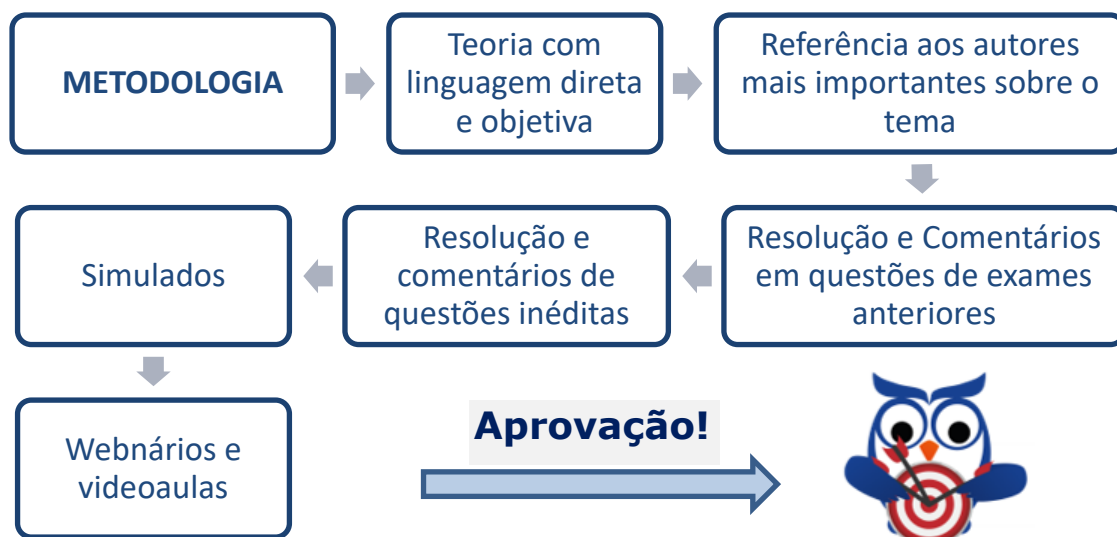 METODOLOGIA
Teoria com
linguagem direta
e objetiva
Referência aos autores
mais importantes sobre o
tema
Resolução e Comentários
em questões de exames
anteriores
Resolução e
comentários de
questões inéditas
Simulados
Webnários e
videoaulas
Aprovação!